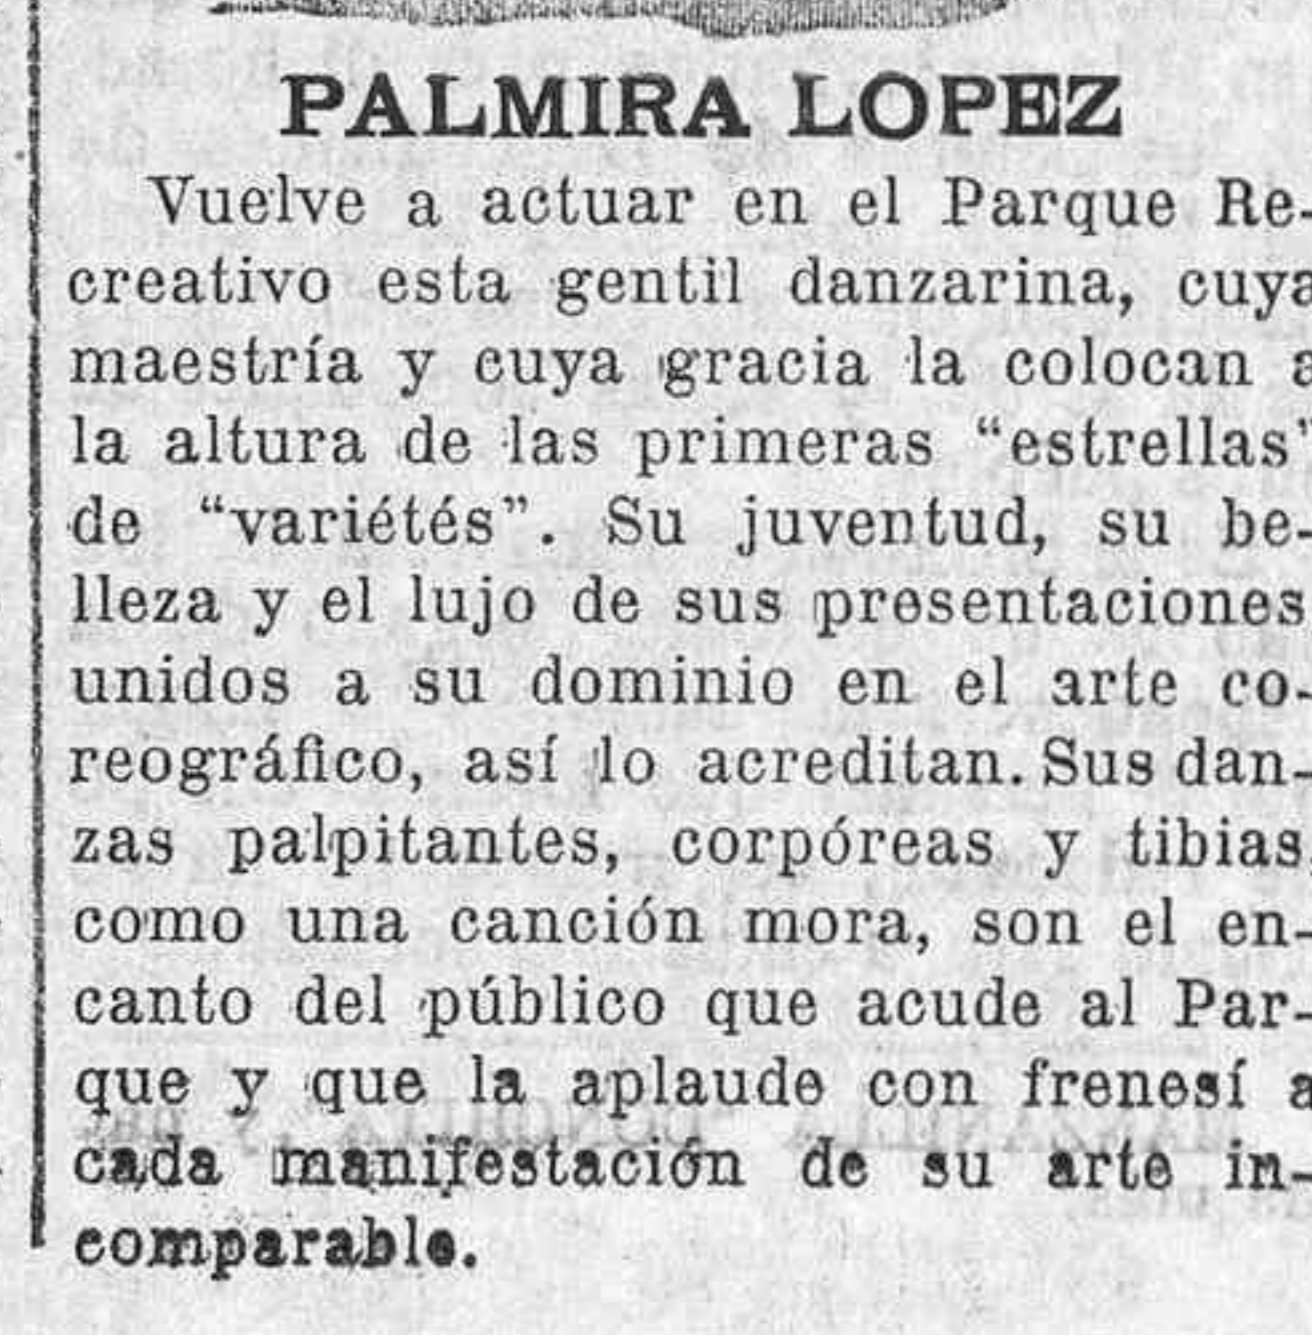 PALMIRA LOPEZ
Vuelve a actuar en el Parque Re-
creativo esta gentil danzarina, cuya
maestría y cuya gracia la colocan a
la altura de las primeras “estrellas”
de “variétés”. Su juventud, su be-
lleza y el lujo de sus presentaciones
unidos a su dominio en el arte co-
reográfico, así lo acreditan. Sus dan-
zas palpitantes, corpóreas y tibias,
como una canción mora, son el en-
canto del público que acude al Par-
que y que la aplaude con frenesí a
cada manifestación de su arte in-
comparable.